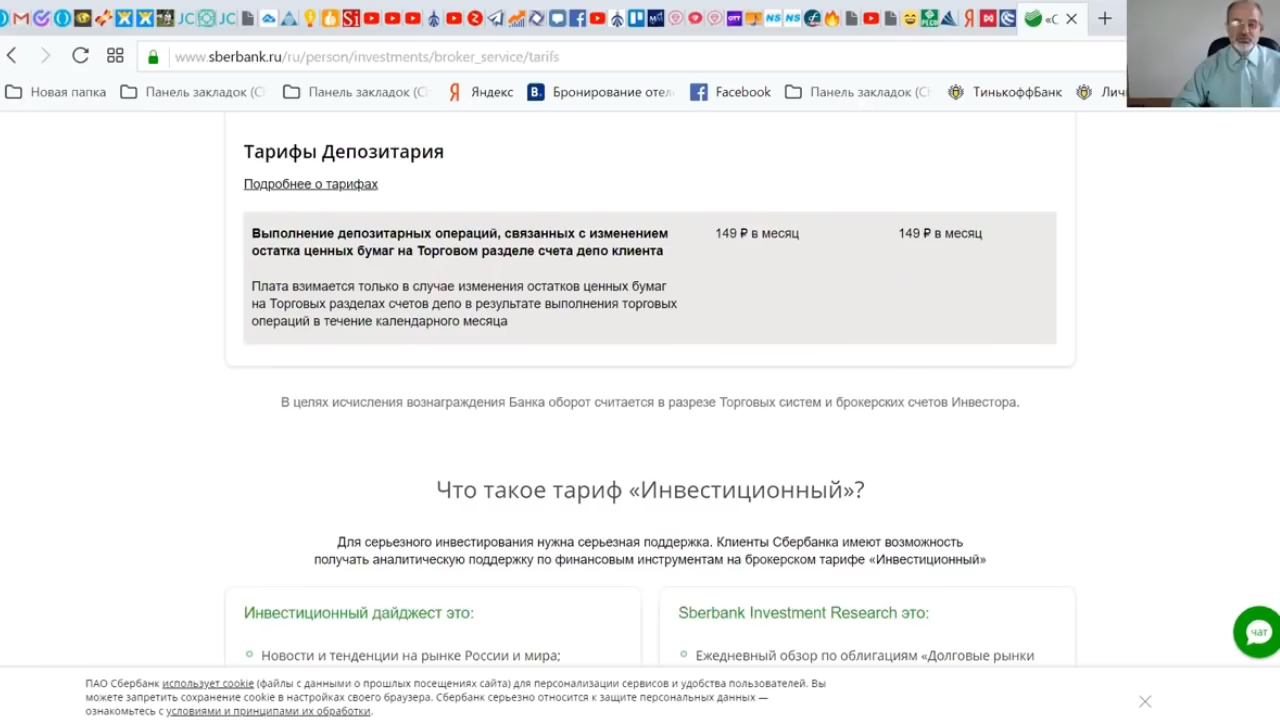 www.sberbank.ru/ru/person/investments/broker_service/tarifs
Новая папка
Панель закладок (
Панель закладок (
Яндекс
Бронирование оте
Facebook
Панель закладок (
ТинькоффБанк
Лич
Тарифы Депозитария
Подробнее о тарифах
Выполнение депозитарных операций, связанных с изменением
остатка ценных бумаг на Торговом разделе счета депо клиента
149 ₽ в месяц
149 ₽ в месяц
Плата взимается только в случае изменения остатков ценных бумаг
на Торговых разделах счетов депо в результате выполнения торговых
операций в течение календарного месяца
В целях исчисления вознаграждения Банка оборот считается в разрезе Торговых систем и брокерских счетов Инвестора.
Что такое тариф «Инвестиционный»?
Для серьезного инвестирования нужна серьезная поддержка. Клиенты Сбербанка имеют возможность
получать аналитическую поддержку по финансовым инструментам на брокерском тарифе «Инвестиционный»
Инвестиционный дайджест это:
Новости и тенденции на рынке России и мира;
Sberbank Investment Research это:
Ежедневный обзор по облигациям «Долговые рынки
чат
ПАО Сбербанк использует cookie (файлы с данными о прошлых посещениях сайта) для персонализации сервисов и удобства пользователей. Вы
можете запретить сохранение cookie в настройках своего браузера. Сбербанк серьезно относится к защите персональных данных —
ознакомьтесь с условиями и принципами их обработки.